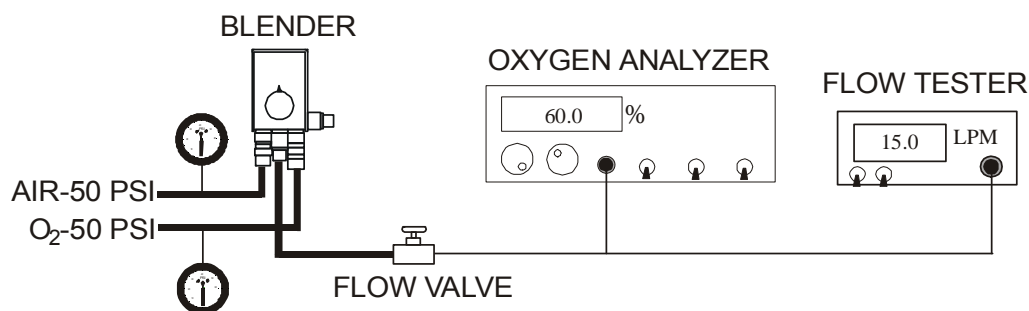 BLENDER
OXYGEN ANALYZER
FLOW TESTER
60.0 %
15.0 LPM
AIR-50 PSI
O₂-50 PSI
FLOW VALVE